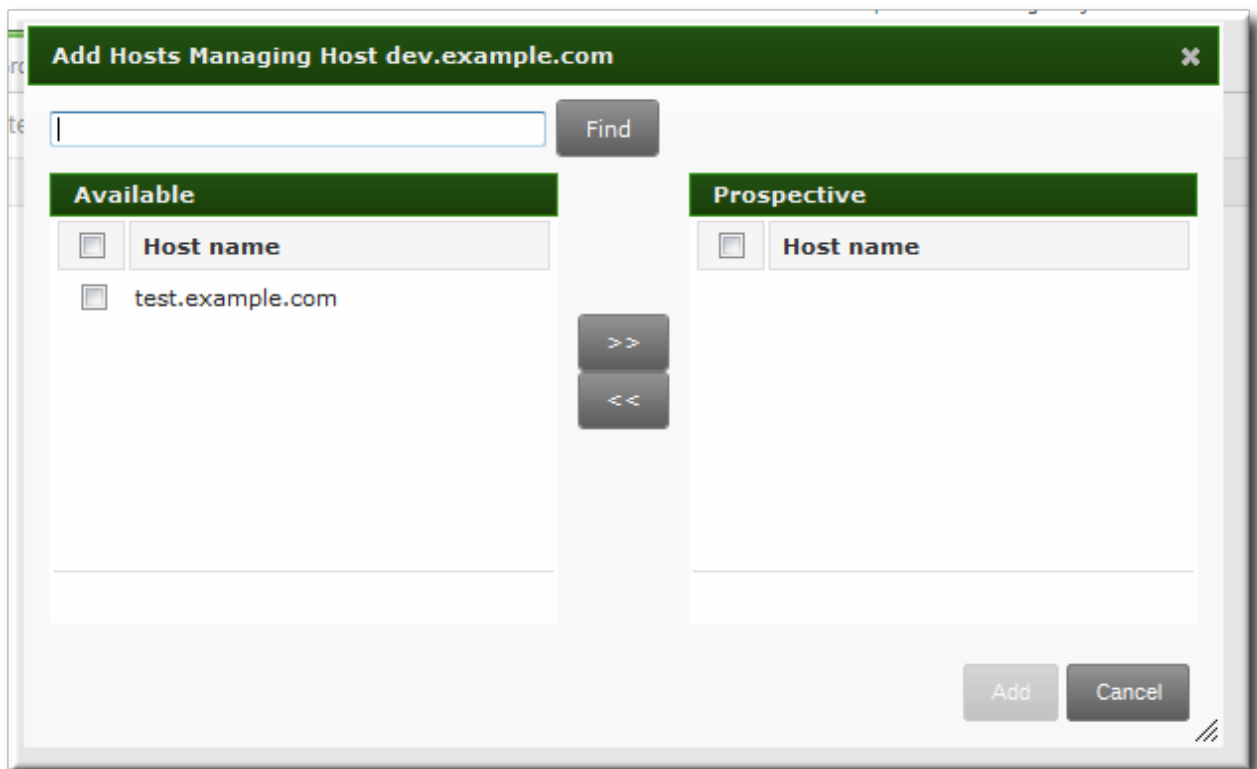 Add Hosts Managing Host dev.example.com
Find
Available
Prospective
Host name
Host name
test.example.com
>>
<<
Add
Cancel